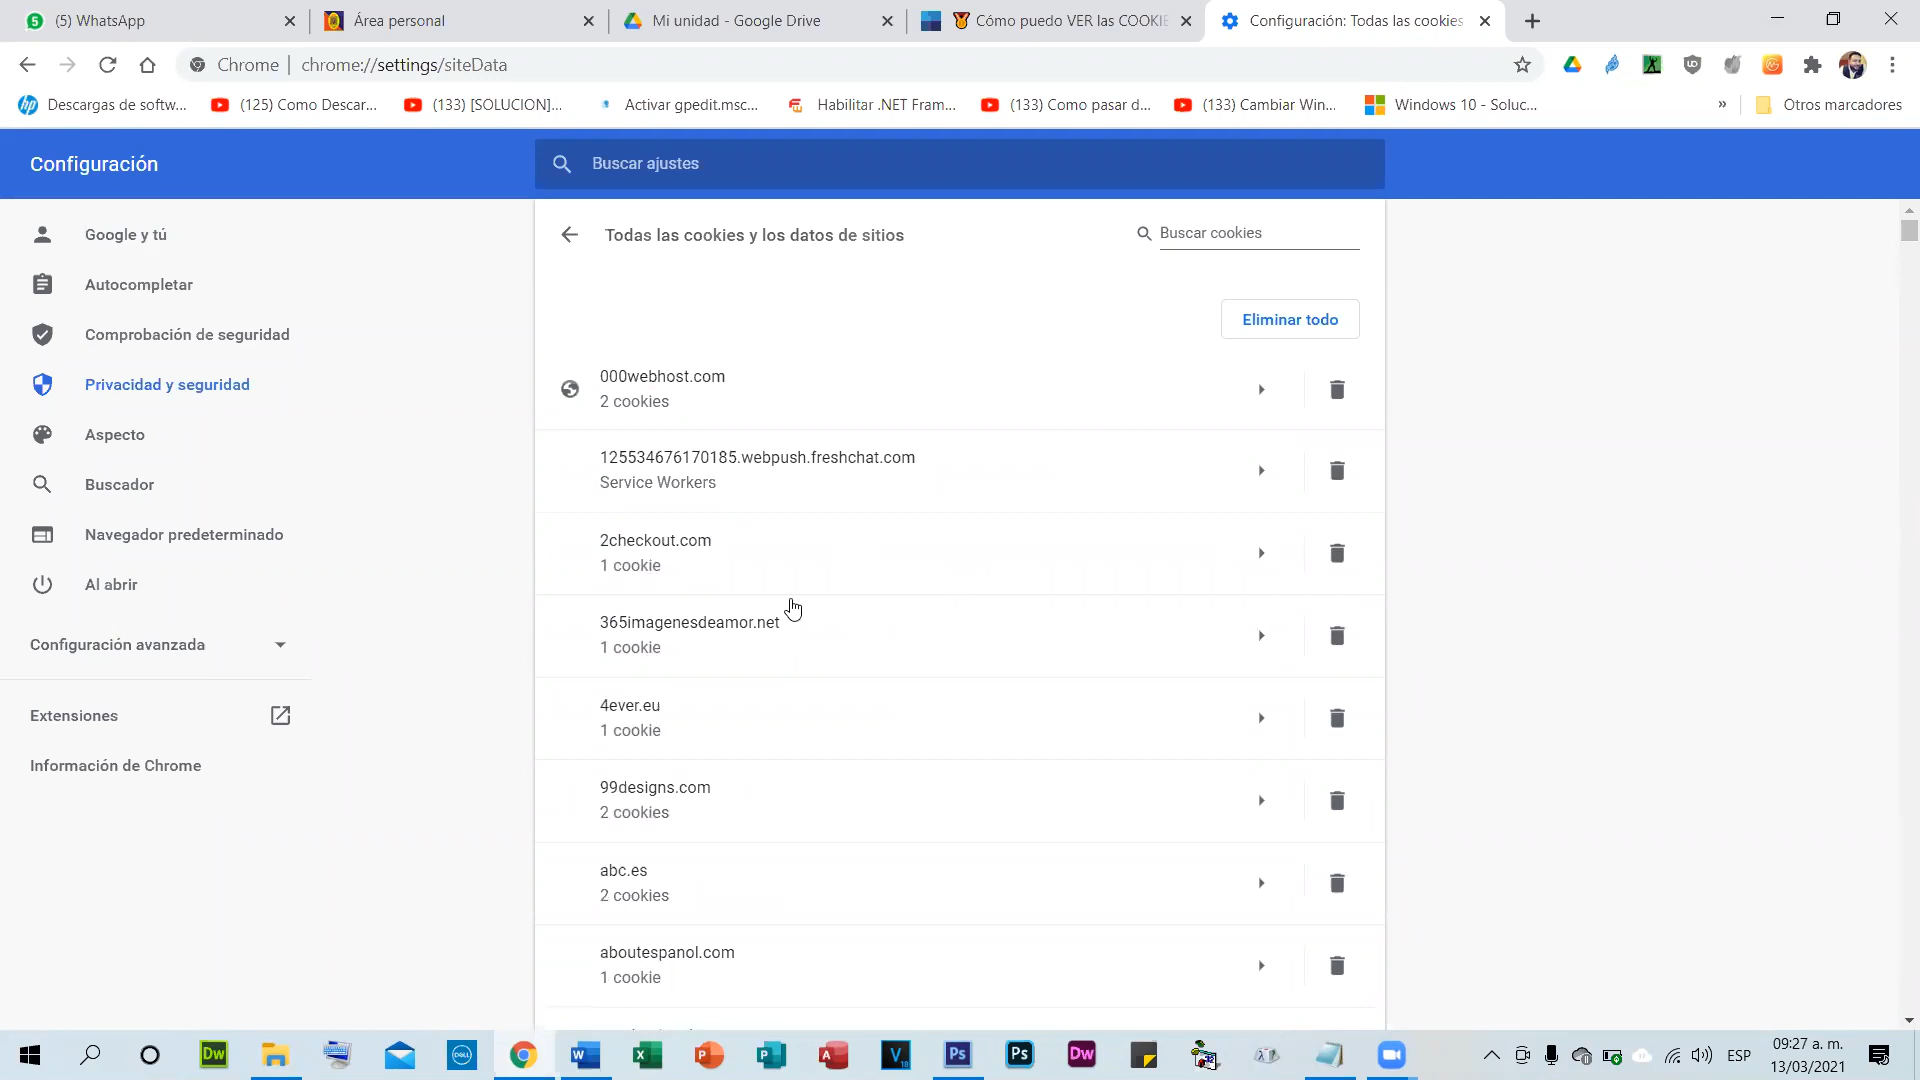 (5) WhatsApp
Área personal
Mi unidad - Google Drive
Cómo puedo VER las COOKIE
Configuración: Todas las cookies
Chrome | chrome://settings/siteData
Descargas de softw...
(125) Como Descar...
(133) [SOLUCION]...
Activar gpedit.msc...
Habilitar .NET Fram...
(133) Como pasar d...
(133) Cambiar Win...
Windows 10 - Soluc...
»
Otros marcadores
Configuración
Buscar ajustes
Google y tú
Autocompletar
Comprobación de seguridad
Privacidad y seguridad
Aspecto
Buscador
Navegador predeterminado
Al abrir
Configuración avanzada
Extensiones
Información de Chrome
Todas las cookies y los datos de sitios
Buscar cookies
Eliminar todo
000webhost.com
2 cookies
125534676170185.webpush.freshchat.com
Service Workers
2checkout.com
1 cookie
365imagenesdeamor.net
1 cookie
4ever.eu
1 cookie
99designs.com
2 cookies
abc.es
2 cookies
aboutespanol.com
1 cookie
ESP
09:27 a. m.
13/03/2021